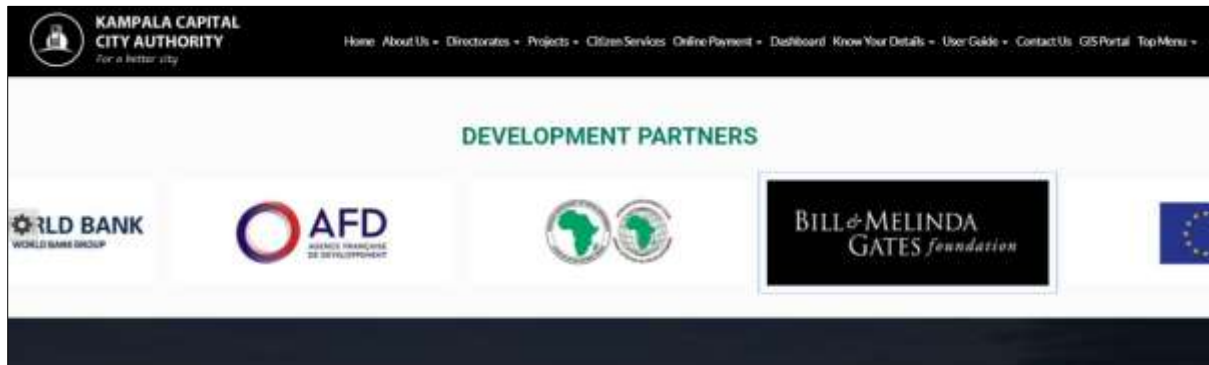 KAMPALA CAPITAL
CITY AUTHORITY
For a better city
Home About Us Directorates Projects Citizen Services Online Payment Dashboard Know Your Details User Guide Contact Us GIS Portal Top Menu
DEVELOPMENT PARTNERS
RLD BANK
WORLD BANK GROUP
AFD
AGENCE FRANÇAISE
DE DÉVELOPPEMENT
BILL & MELINDA
GATES foundation